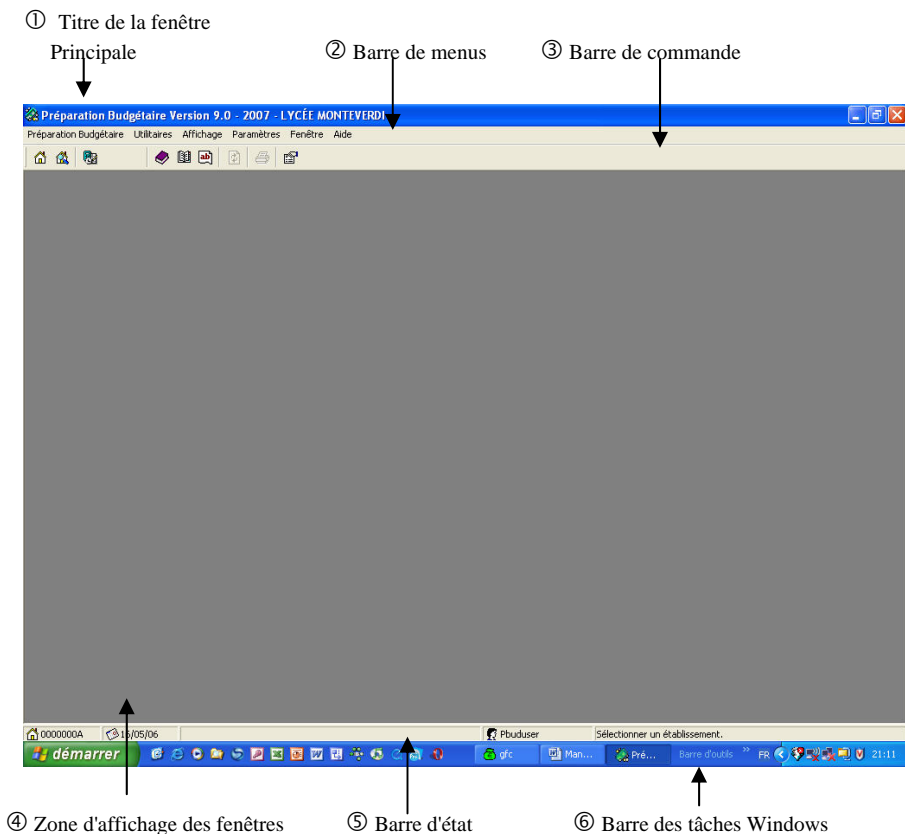 ① Titre de la fenêtre
Principale
② Barre de menus
③ Barre de commande
Préparation Budgétaire Version 9.0 - 2007 - LYCÉE MONTEVERDI
Préparation Budgétaire Utilitaires Affichage Paramètres Fenêtre Aide
0000000A 16/05/06 Pbuduser Sélectionner un établissement.
démarrer gfc Man... Pré... Barre d'outils » FR 21:11
④ Zone d'affichage des fenêtres
⑤ Barre d'état
⑥ Barre des tâches Windows